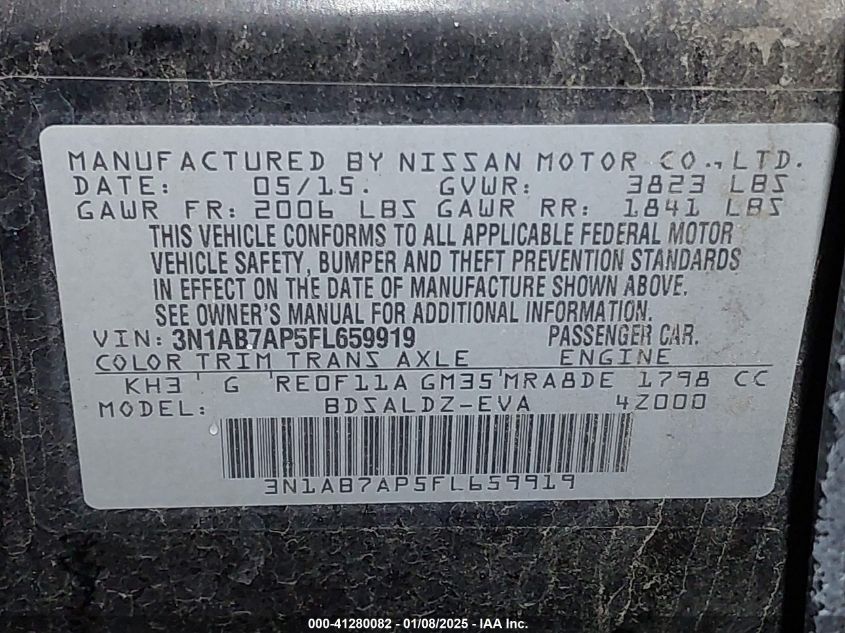 MANUFACTURED BY NISSAN MOTOR CO., LTD.
DATE: 05/15. GVWR: 3823 LBS
GAWR FR: 2006 LBS GAWR RR: 1841 LBS
THIS VEHICLE CONFORMS TO ALL APPLICABLE FEDERAL MOTOR
VEHICLE SAFETY, BUMPER AND THEFT PREVENTION STANDARDS
IN EFFECT ON THE DATE OF MANUFACTURE SHOWN ABOVE.
SEE OWNER'S MANUAL FOR ADDITIONAL INFORMATION.
VIN: 3N1AB7AP5FL659919 PASSENGER CAR.
COLOR TRIM TRANS AXLE ENGINE
KH3 G RE0F11A GM35 MRA8DE 1798 CC
MODEL: BDSALDZ-EVA 4Z000
3N1AB7AP5FL659919
000-41280082 - 01/08/2025 - IAA Inc.